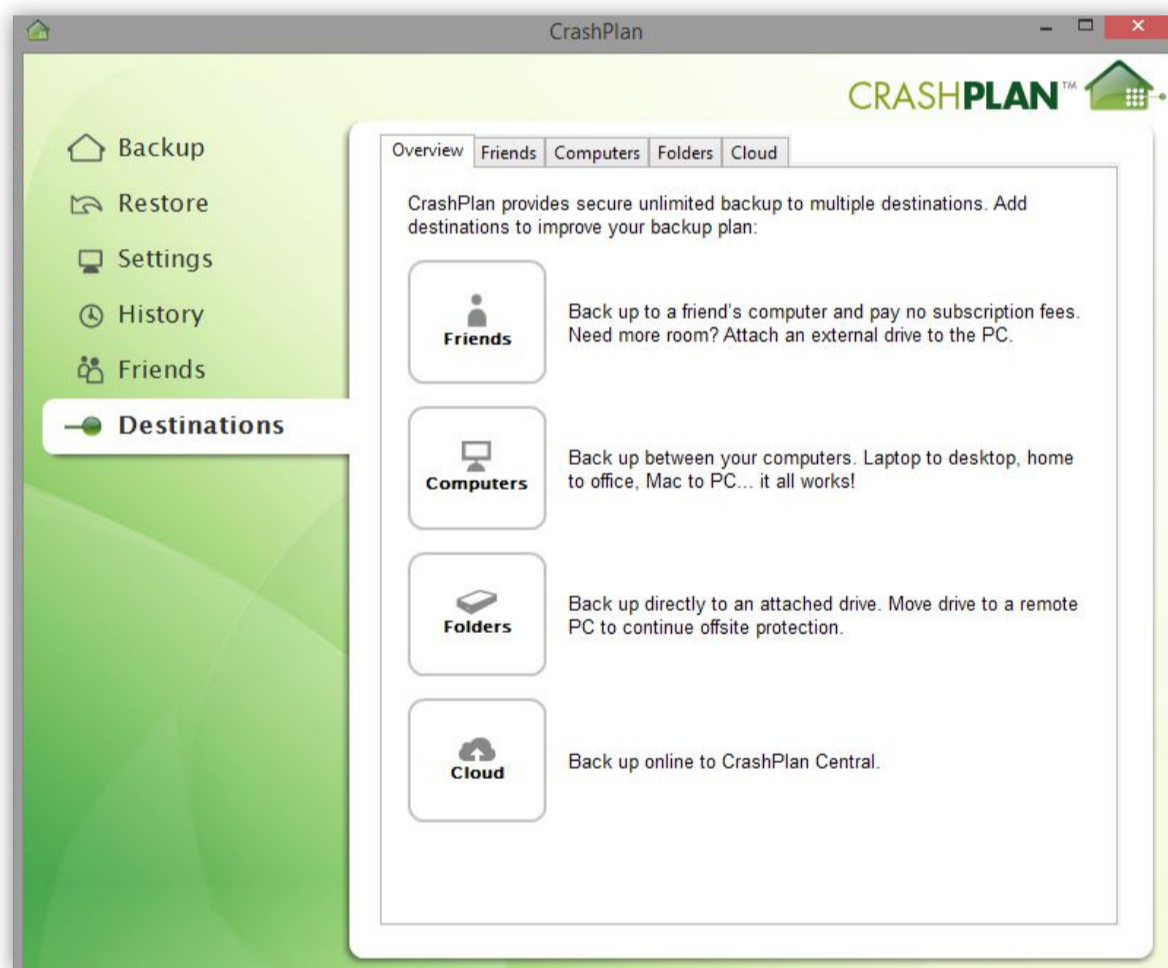 CrashPlan
CRASHPLAN™
Backup
Restore
Settings
History
Friends
Destinations
Overview Friends Computers Folders Cloud
CrashPlan provides secure unlimited backup to multiple destinations. Add
destinations to improve your backup plan:
Friends
Back up to a friend's computer and pay no subscription fees.
Need more room? Attach an external drive to the PC.
Computers
Back up between your computers. Laptop to desktop, home
to office, Mac to PC... it all works!
Folders
Back up directly to an attached drive. Move drive to a remote
PC to continue offsite protection.
Cloud
Back up online to CrashPlan Central.